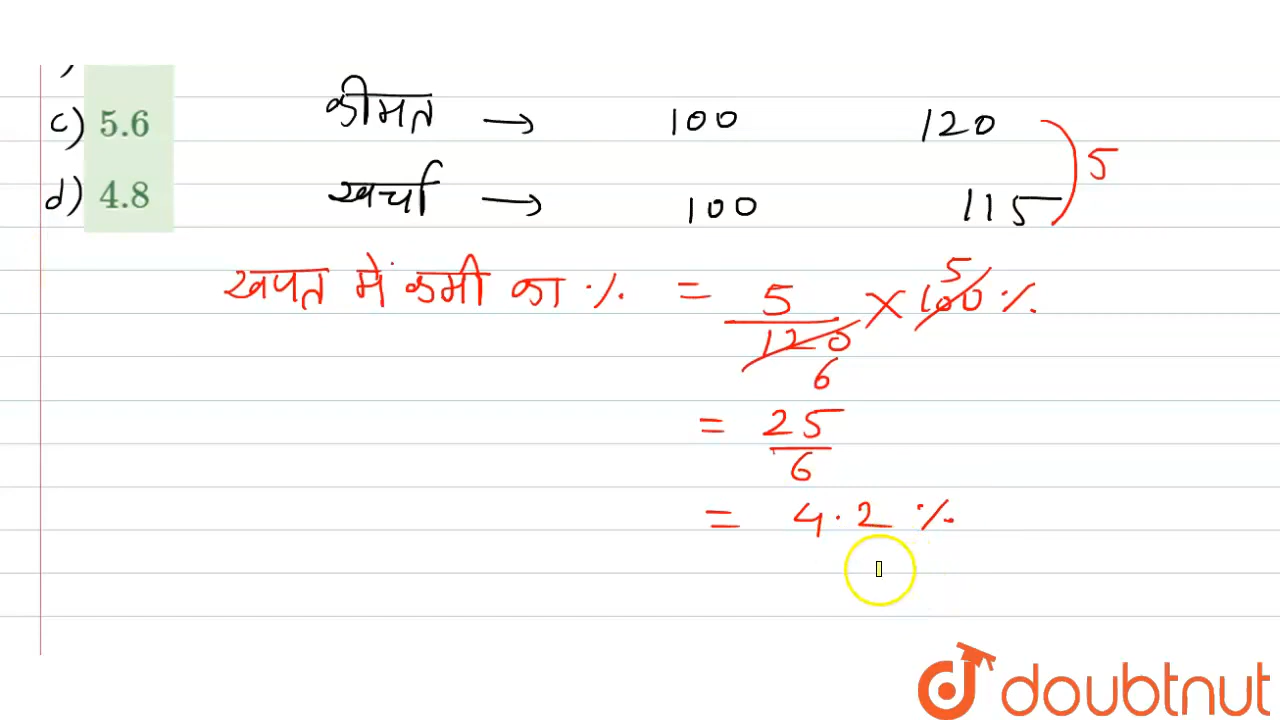 )
c) 5.6 कीमत → 100 120
5
d) 4.8 खर्चा → 100 115
खपत में कमी का % = 5/120 × 100 %
5
6
= 25/6
= 4.2 %
doubtnut